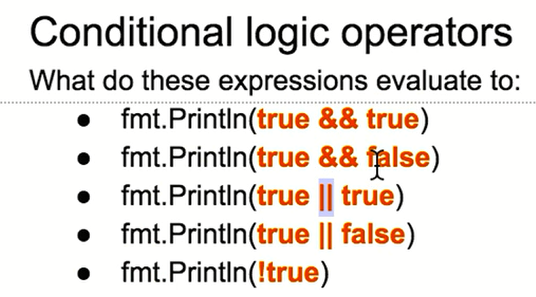 Conditional logic operators
What do these expressions evaluate to:
● fmt.Println(true && true)
● fmt.Println(true && false)
● fmt.Println(true || true)
● fmt.Println(true || false)
● fmt.Println(!true)